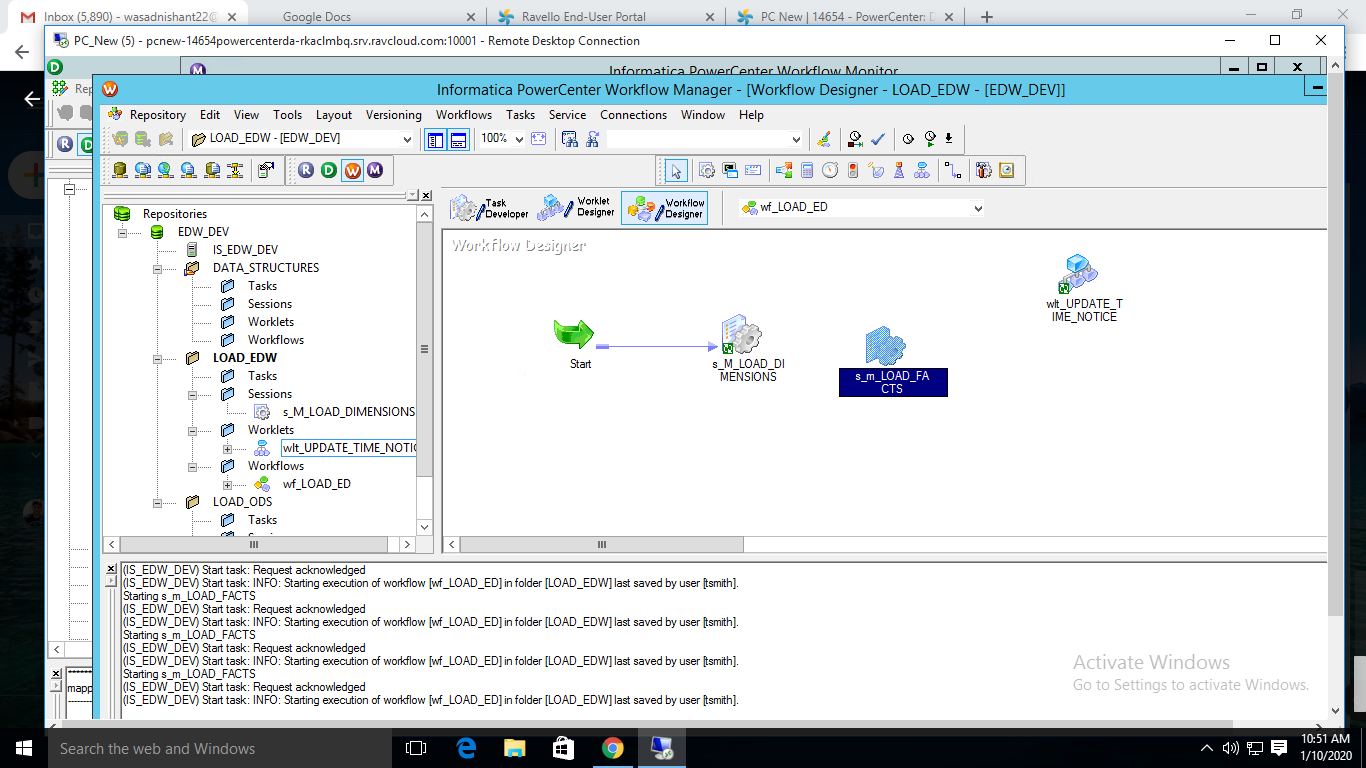 Inbox (5,890) - wasadnishant22@
Google Docs
Ravello End-User Portal
PC New | 14654 - PowerCenter: D
PC_New (5) - pcnew-14654powercenterda-rkaclmbq.srv.ravcloud.com:10001 - Remote Desktop Connection
Informatica PowerCenter Workflow Monitor
Rep
Informatica PowerCenter Workflow Manager - [Workflow Designer - LOAD_EDW - [EDW_DEV]]
Repository Edit View Tools Layout Versioning Workflows Tasks Service Connections Window Help
LOAD_EDW - [EDW_DEV]
100%
R D W M
Task Developer
Worklet Designer
Workflow Designer
wf_LOAD_ED
Repositories
EDW_DEV
IS_EDW_DEV
DATA_STRUCTURES
Tasks
Sessions
Worklets
Workflows
LOAD_EDW
Tasks
Sessions
s_M_LOAD_DIMENSIONS
Worklets
wlt_UPDATE_TIME_NOTIC
Workflows
wf_LOAD_ED
LOAD_ODS
Tasks
Workflow Designer
wlt_UPDATE_T
IME_NOTICE
Start
s_M_LOAD_DI
MENSIONS
s_m_LOAD_FA
CTS
(IS_EDW_DEV) Start task: Request acknowledged
(IS_EDW_DEV) Start task: INFO: Starting execution of workflow [wf_LOAD_ED] in folder [LOAD_EDW] last saved by user [tsmith].
Starting s_m_LOAD_FACTS
(IS_EDW_DEV) Start task: Request acknowledged
(IS_EDW_DEV) Start task: INFO: Starting execution of workflow [wf_LOAD_ED] in folder [LOAD_EDW] last saved by user [tsmith].
Starting s_m_LOAD_FACTS
(IS_EDW_DEV) Start task: Request acknowledged
(IS_EDW_DEV) Start task: INFO: Starting execution of workflow [wf_LOAD_ED] in folder [LOAD_EDW] last saved by user [tsmith].
Starting s_m_LOAD_FACTS
(IS_EDW_DEV) Start task: Request acknowledged
(IS_EDW_DEV) Start task: INFO: Starting execution of workflow [wf_LOAD_ED] in folder [LOAD_EDW] last saved by user [tsmith].
mapp
Activate Windows
Go to Settings to activate Windows.
Search the web and Windows
10:51 AM
1/10/2020